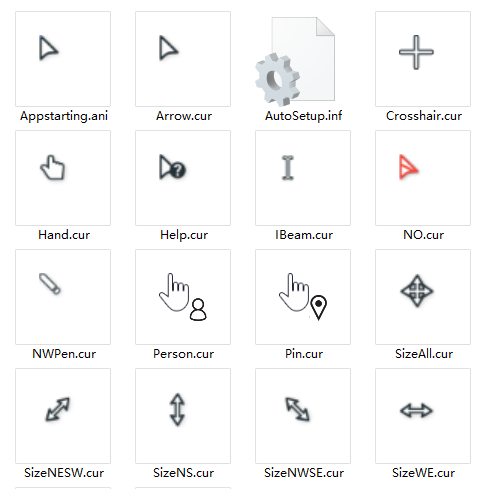 Appstarting.ani
Arrow.cur
AutoSetup.inf
Crosshair.cur
Hand.cur
Help.cur
IBeam.cur
NO.cur
NWPen.cur
Person.cur
Pin.cur
SizeAll.cur
SizeNESW.cur
SizeNS.cur
SizeNWSE.cur
SizeWE.cur